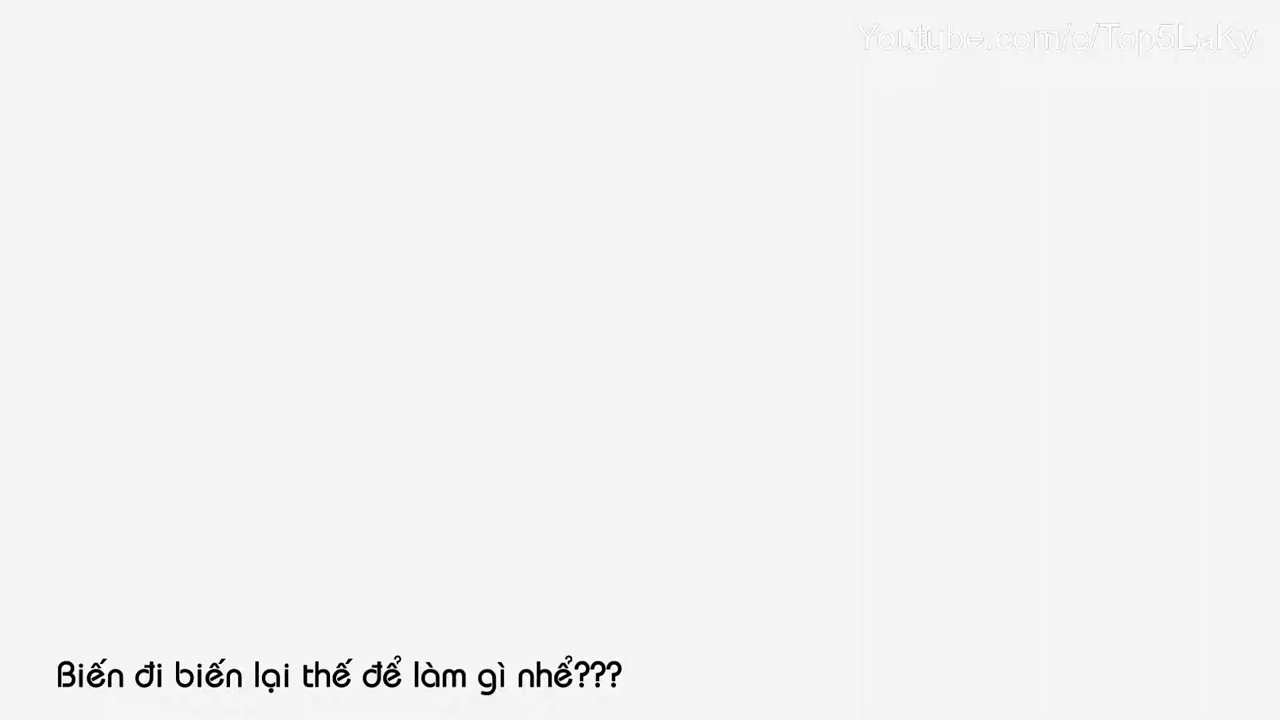 Youtube.com/c/Top5LaKy
Biến đi biến lại thế để làm gì nhể???